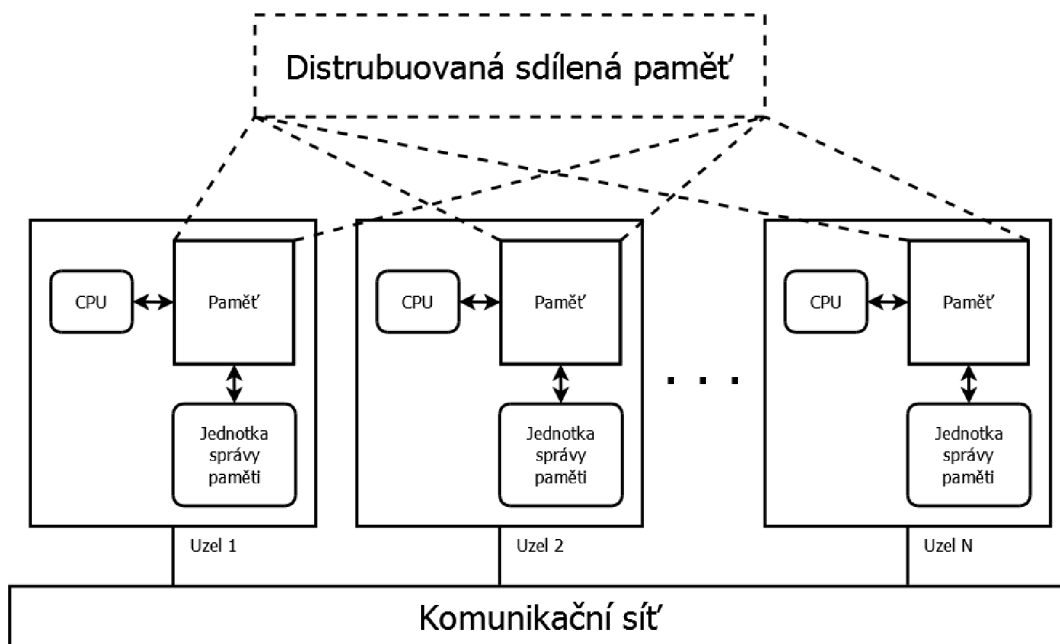 Distrubuovaná sdílená paměť
CPU
Paměť
Jednotka
správy
paměti
Uzel 1
CPU
Paměť
Jednotka
správy
paměti
Uzel 2
. . .
CPU
Paměť
Jednotka
správy
paměti
Uzel N
Komunikační síť